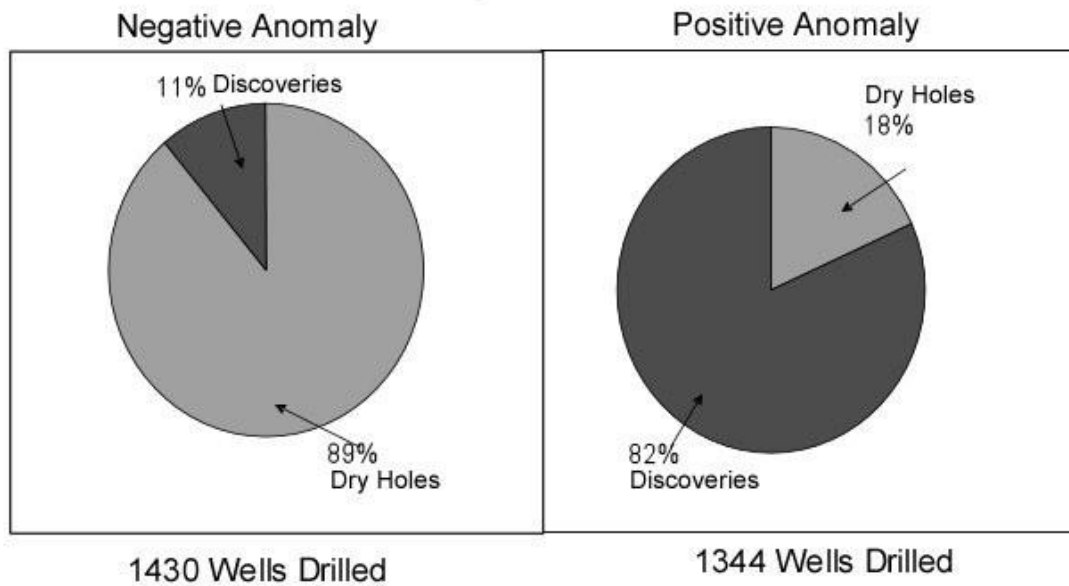 Negative Anomaly
11% Discoveries
89%
Dry Holes
1430 Wells Drilled
Positive Anomaly
Dry Holes
18%
82%
Discoveries
1344 Wells Drilled